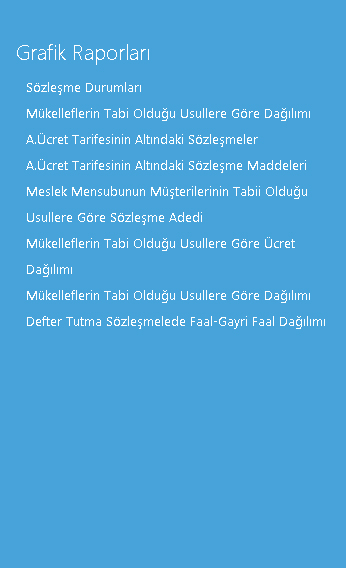 Grafik Raporları
Sözleşme Durumları
Mükelleflerin Tabi Olduğu Usullere Göre Dağılımı
A.Ücret Tarifesinin Altındaki Sözleşmeler
A.Ücret Tarifesinin Altındaki Sözleşme Maddeleri
Meslek Mensubunun Müşterilerinin Tabii Olduğu
Usullere Göre Sözleşme Adedi
Mükelleflerin Tabi Olduğu Usullere Göre Ücret
Dağılımı
Mükelleflerin Tabi Olduğu Usullere Göre Dağılımı
Defter Tutma Sözleşmelede Faal-Gayri Faal Dağılımı